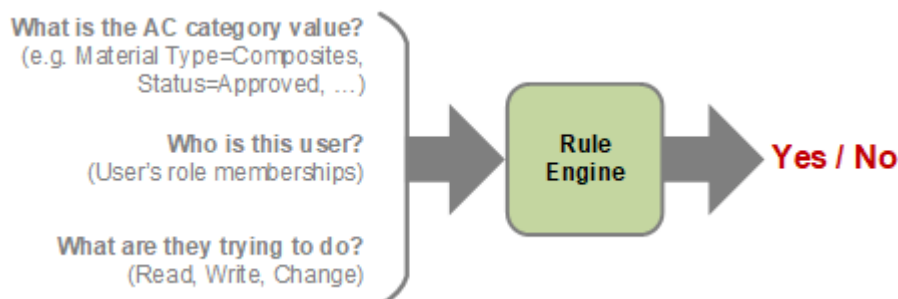 What is the AC category value?
(e.g. Material Type=Composites,
Status=Approved, …)
Who is this user?
(User's role memberships)
What are they trying to do?
(Read, Write, Change)
Rule
Engine
Yes / No